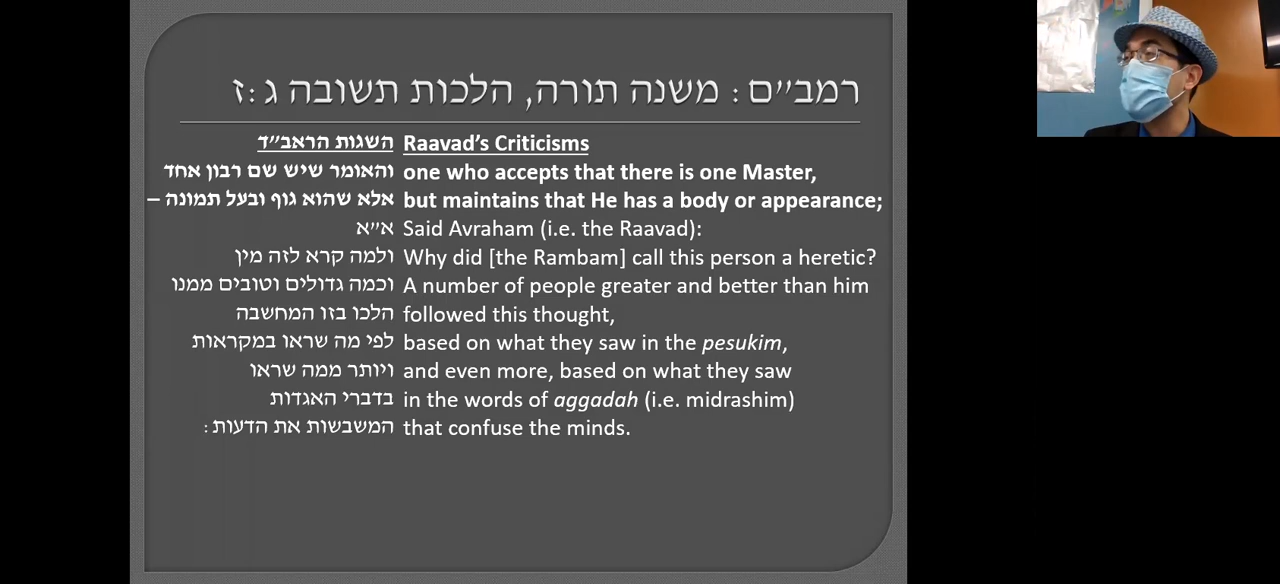 רמב״ם : משנה תורה, הלכות תשובה ג :ז
השגות הראב״ד Raavad’s Criticisms
והאומר שיש שם רבון אחד one who accepts that there is one Master,
אלא שהוא גוף ובעל תמונה – but maintains that He has a body or appearance;
א״א Said Avraham (i.e. the Raavad):
ולמה קרא לזה מין Why did [the Rambam] call this person a heretic?
וכמה גדולים וטובים ממנו A number of people greater and better than him
הלכו בזו המחשבה followed this thought,
לפי מה שראו במקראות based on what they saw in the pesukim,
ויותר ממה שראו and even more, based on what they saw
בדברי האגדות in the words of aggadah (i.e. midrashim)
המשבשות את הדעות : that confuse the minds.